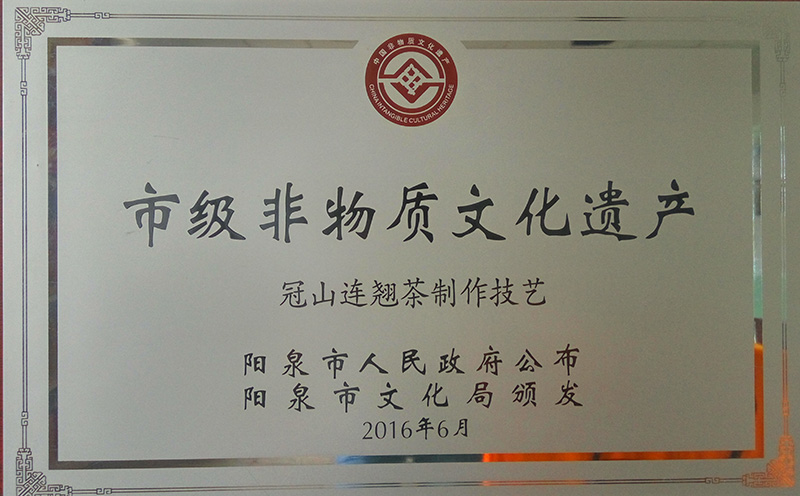 中国非物质文化遗产
CHINA INTANGIBLE CULTURAL HERITAGE
市级非物质文化遗产
冠山连翘茶制作技艺
阳泉市人民政府公布
阳泉市文化局颁发
2016年6月